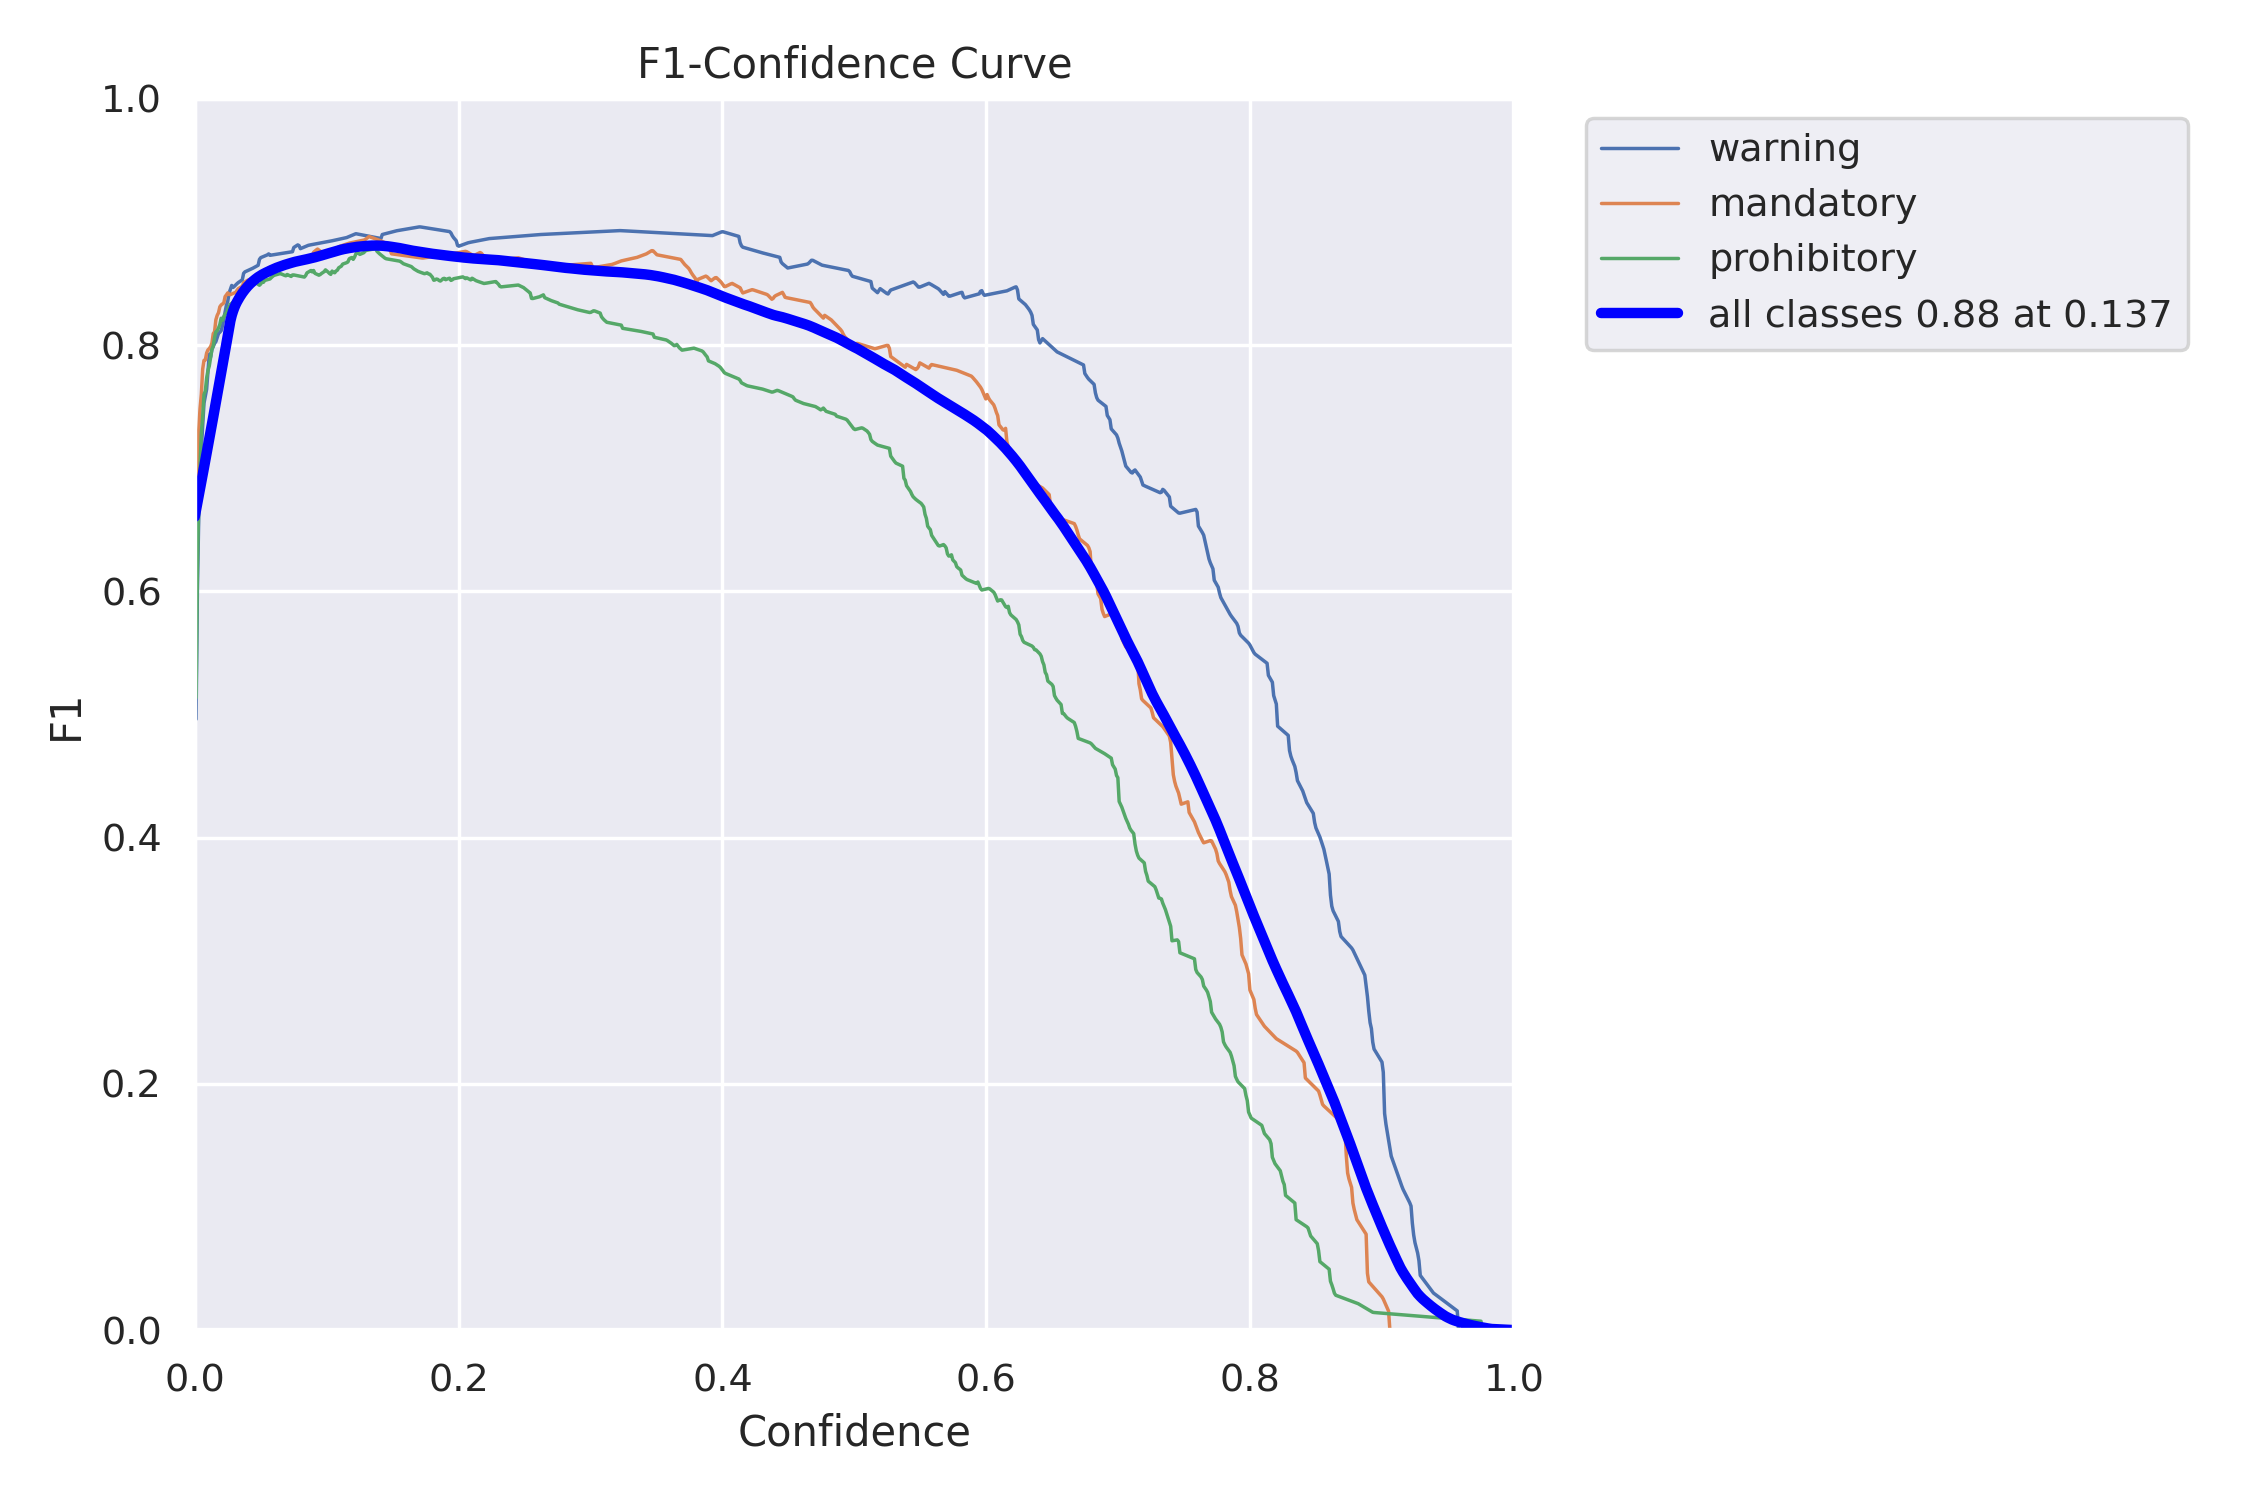 F1-Confidence Curve
1.0
0.8
0.6
0.4
0.2
0.0
F1
0.0 0.2 0.4 0.6 0.8 1.0
Confidence
warning
mandatory
prohibitory
all classes 0.88 at 0.137